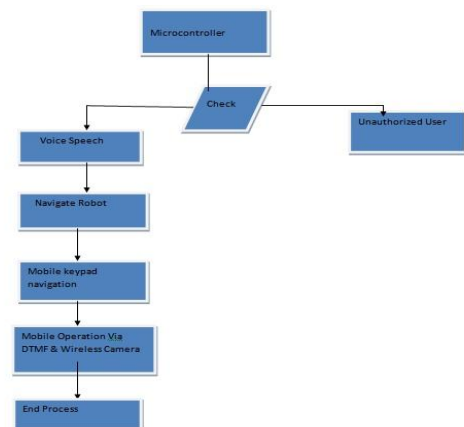 Microcontroller
Check
Unauthorized User
Voice Speech
Navigate Robot
Mobile keypad
navigation
Mobile Operation Via
DTMF & Wireless Camera
End Process